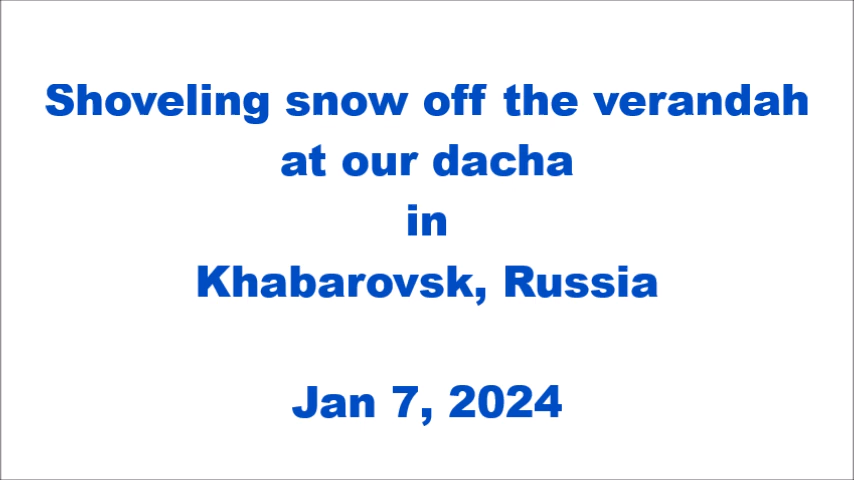 Shoveling snow off the verandah
at our dacha
in
Khabarovsk, Russia
Jan 7, 2024